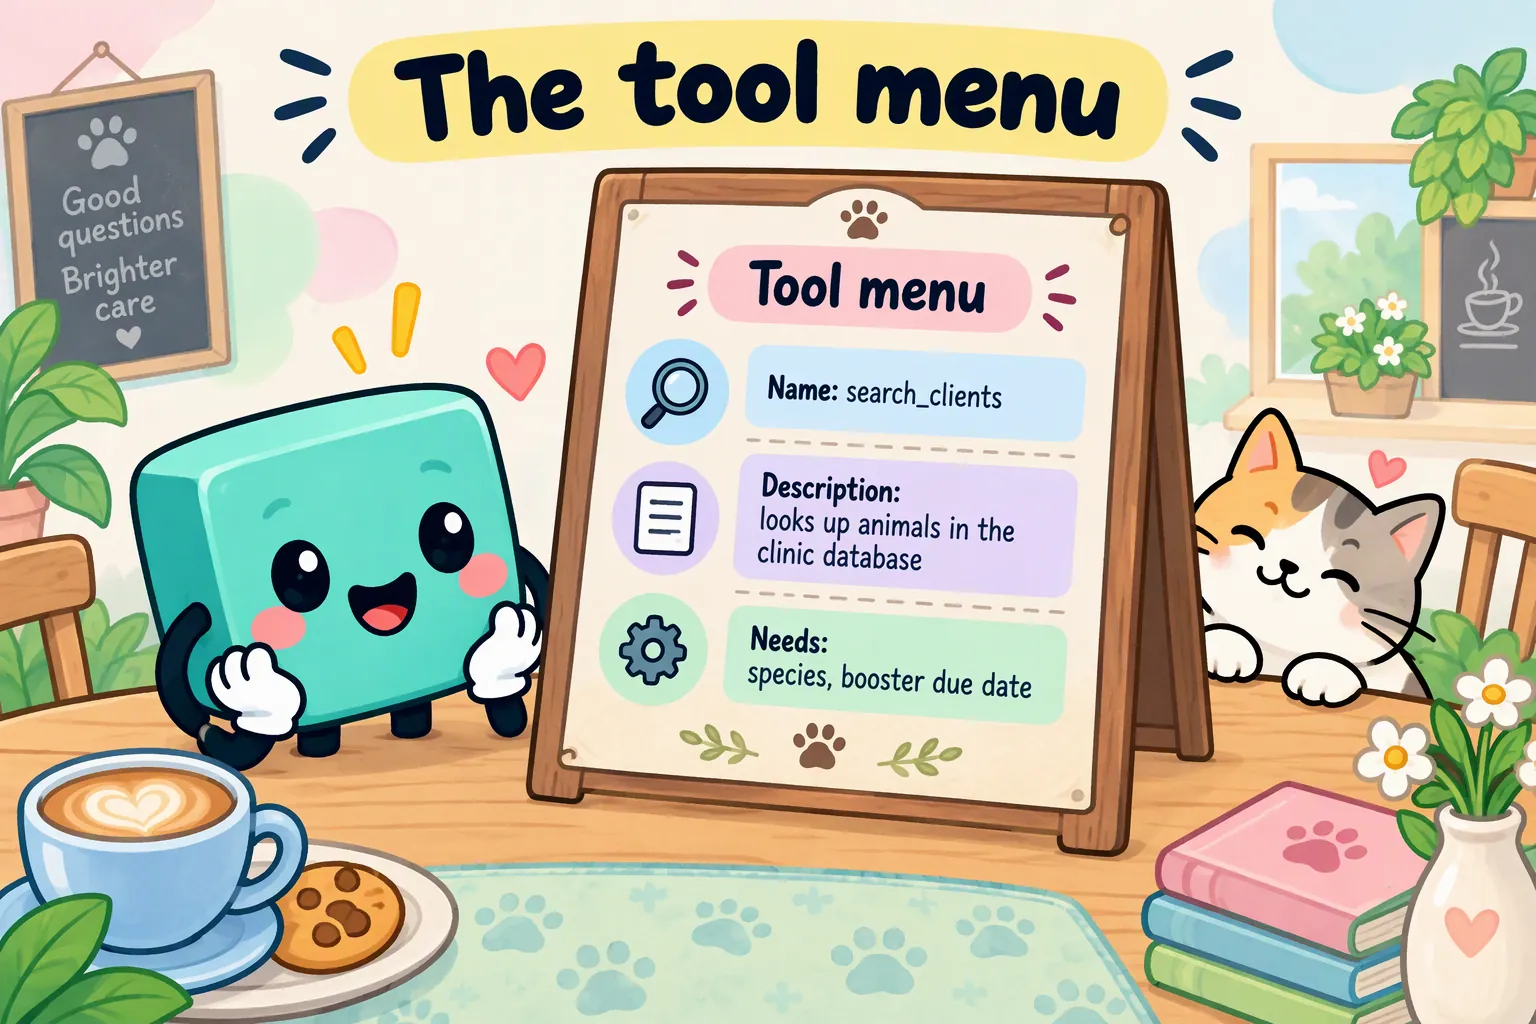 The tool menu
Good
questions
Brighter
care
Tool menu
Name: search_clients
Description:
looks up animals in the
clinic database
Needs:
species, booster due date